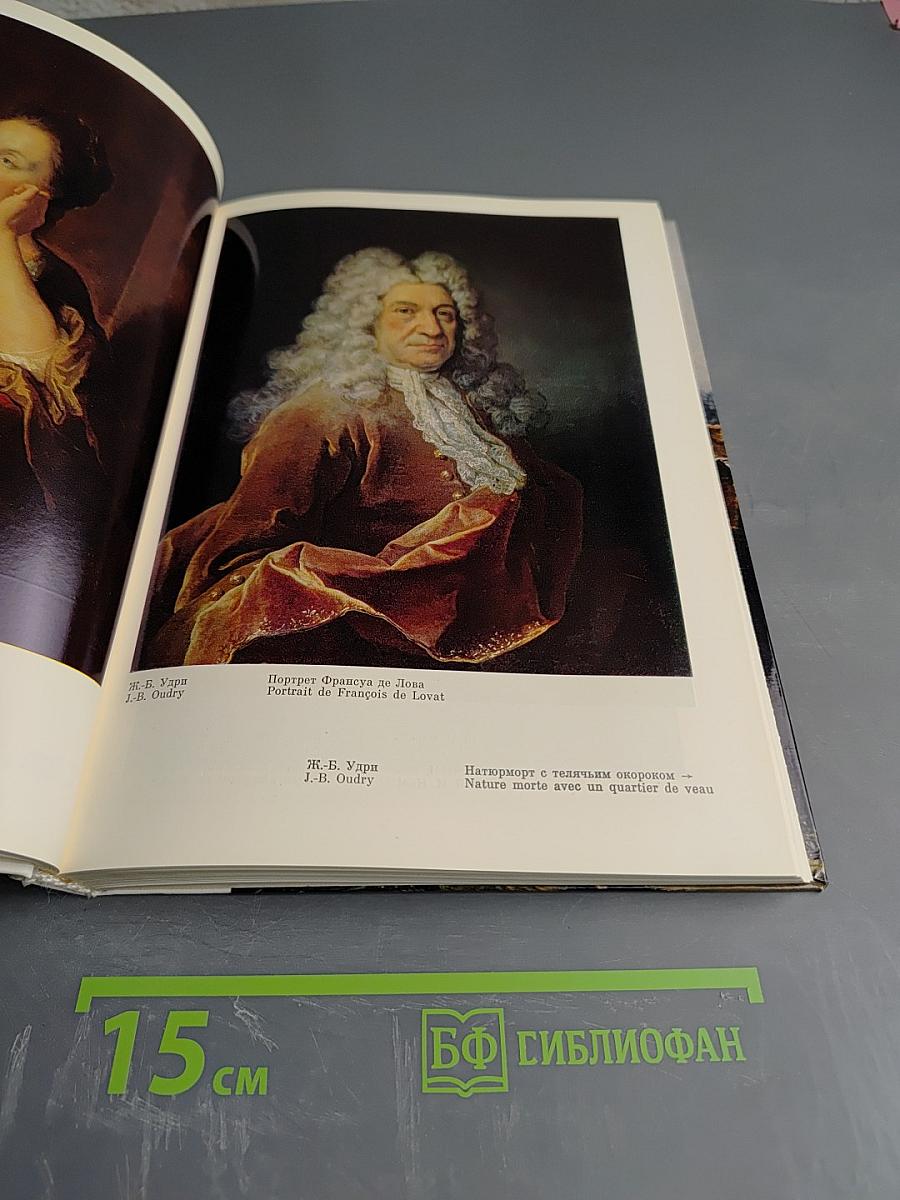 Ж.-Б. Удри
J.-B. Oudry
Портрет Франсуа де Лова
Portrait de François de Lovat
Ж.-Б. Удри
J.-B. Oudry
Натюрморт с телячьим окороком →
Nature morte avec un quartier de veau
15 см
БФ БИБЛИОФАН